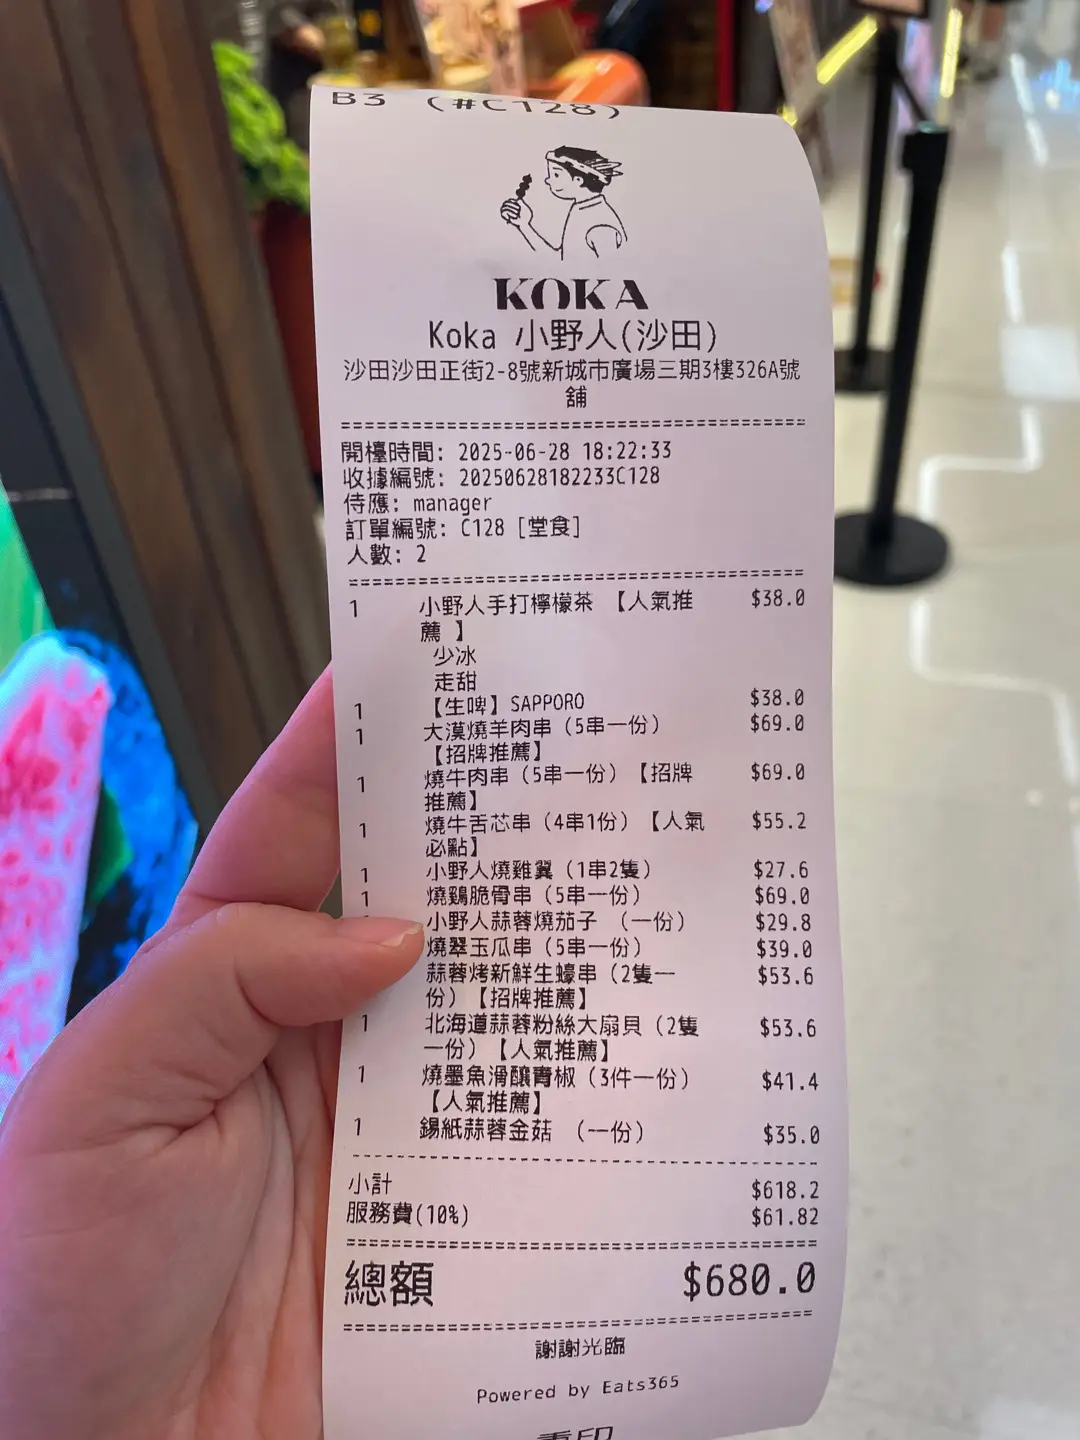 B3 (#C128)
KOKA
Koka 小野人(沙田)
沙田沙田正街2-8號新城市廣場三期3樓326A號
舖
開檯時間: 2025-06-28 18:22:33
收據編號: 20250628182233C128
侍應: manager
訂單編號: C128 [堂食]
人數: 2
1 小野人手打檸檬茶 【人氣推 $38.0
薦 】
少冰
走甜
1 【生啤】SAPPORO $38.0
1 大漠燒羊肉串（5串一份） $69.0
【招牌推薦】
1 燒牛肉串（5串一份）【招牌 $69.0
推薦】
1 燒牛舌芯串（4串1份）【人氣 $55.2
必點】
1 小野人燒雞翼（1串2隻） $27.6
1 燒鷄脆骨串（5串一份） $69.0
小野人蒜蓉燒茄子 （一份） $29.8
燒翠玉瓜串（5串一份） $39.0
蒜蓉烤新鮮生蠔串（2隻一 $53.6
份）【招牌推薦】
1 北海道蒜蓉粉絲大扇貝（2隻 $53.6
一份）【人氣推薦】
1 燒墨魚滑釀青椒（3件一份） $41.4
【人氣推薦】
1 錫紙蒜蓉金菇 （一份） $35.0
小計 $618.2
服務費(10%) $61.82
總額 $680.0
謝謝光臨
Powered by Eats365
重印